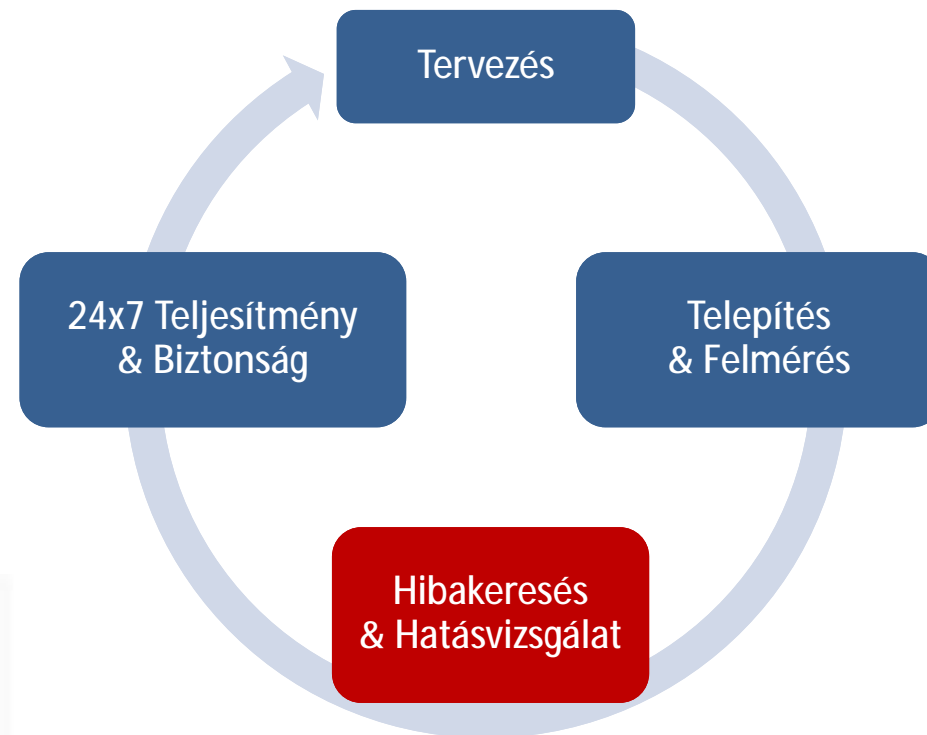 Tervezés
24x7 Teljesítmény
& Biztonság
Telepítés
& Felmérés
Hibakeresés
& Hatásvizsgálat